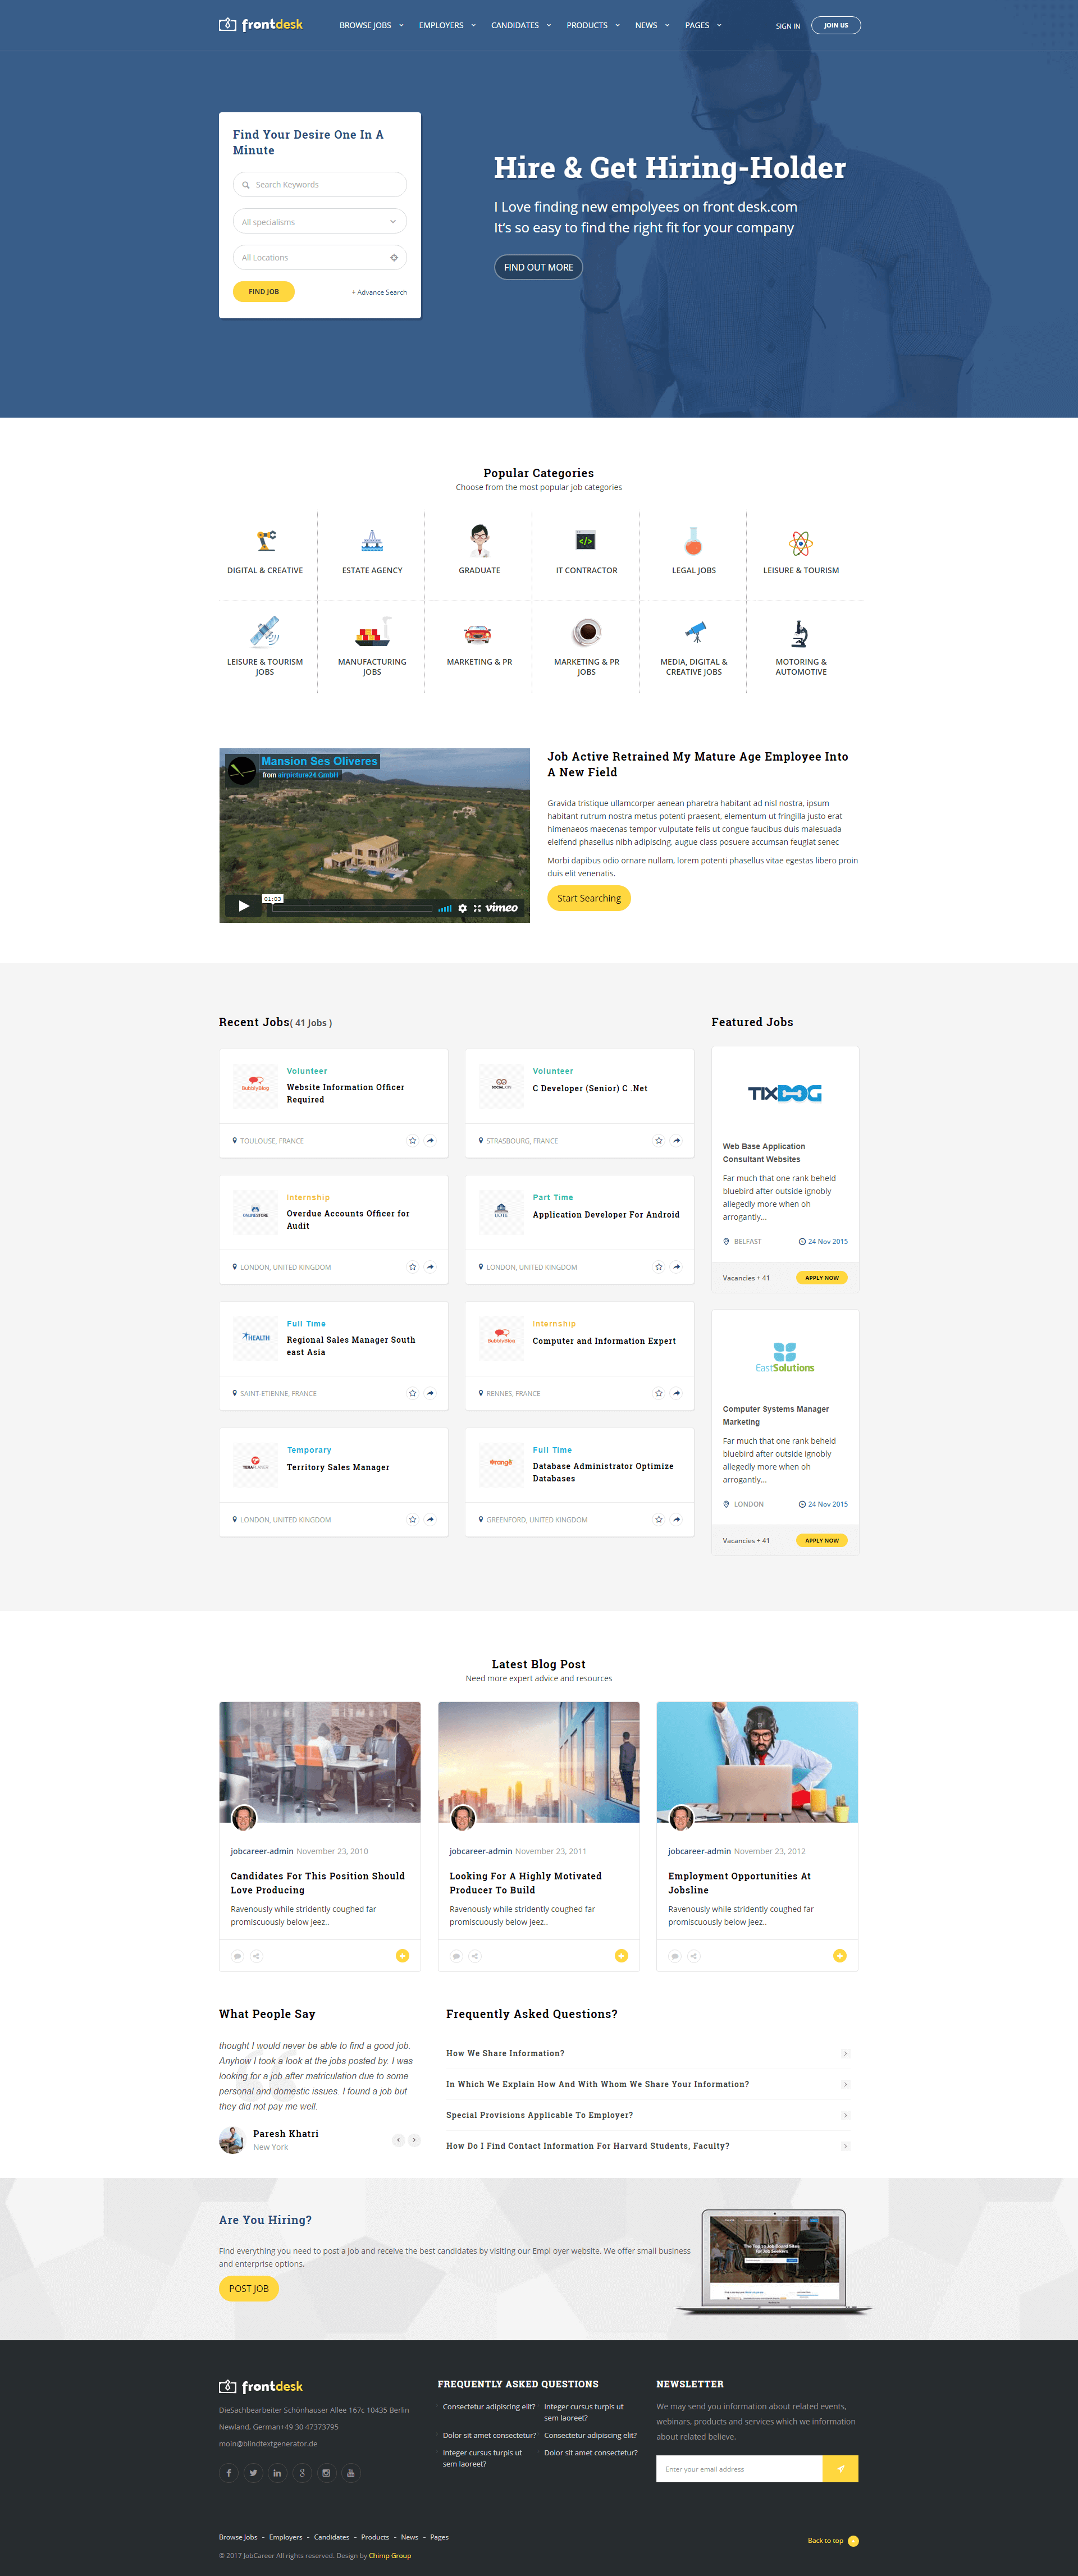 frontdesk
BROWSE JOBS
EMPLOYERS
CANDIDATES
PRODUCTS
NEWS
PAGES
SIGN IN
JOIN US
Find Your Desire One In A
Minute
Search Keywords
All specialisms
All Locations
FIND JOB
+ Advance Search
Hire & Get Hiring-Holder
I Love finding new empolyees on front desk.com
It's so easy to find the right fit for your company
FIND OUT MORE
Popular Categories
Choose from the most popular job categories
DIGITAL & CREATIVE
ESTATE AGENCY
GRADUATE
IT CONTRACTOR
LEGAL JOBS
LEISURE & TOURISM
LEISURE & TOURISM
JOBS
MANUFACTURING
JOBS
MARKETING & PR
MARKETING & PR
JOBS
MEDIA, DIGITAL &
CREATIVE JOBS
MOTORING &
AUTOMOTIVE
Mansion Ses Oliveres
from airpicture24 GmbH
01:03
vimeo
Job Active Retrained My Mature Age Employee Into
A New Field
Gravida tristique ullamcorper aenean pharetra habitant ad nisl nostra, ipsum
habitant rutrum nostra metus potenti praesent, elementum ut fringilla justo erat
himenaeos maecenas tempor vulputate felis ut congue faucibus duis malesuada
eleifend phasellus nibh adipiscing, augue class posuere accumsan feugiat senec
Morbi dapibus odio ornare nullam, lorem potenti phasellus vitae egestas libero proin
duis elit venenatis.
Start Searching
Recent Jobs( 41 Jobs )
BubblyBlog
Volunteer
Website Information Officer
Required
TOULOUSE, FRANCE
SOCIALJOIN
Volunteer
C Developer (Senior) C .Net
STRASBOURG, FRANCE
ONLINESTORE
Internship
Overdue Accounts Officer for
Audit
LONDON, UNITED KINGDOM
Part Time
Application Developer For Android
LONDON, UNITED KINGDOM
HEALTH
Full Time
Regional Sales Manager South
east Asia
SAINT-ETIENNE, FRANCE
BubblyBlog
Internship
Computer and Information Expert
RENNES, FRANCE
TERAPLANER
Temporary
Territory Sales Manager
LONDON, UNITED KINGDOM
orange
Full Time
Database Administrator Optimize
Databases
GREENFORD, UNITED KINGDOM
Featured Jobs
TIXDOG
Web Base Application
Consultant Websites
Far much that one rank beheld
bluebird after outside ignobly
allegedly more when oh
arrogantly...
BELFAST
24 Nov 2015
Vacancies + 41
APPLY NOW
EastSolutions
Computer Systems Manager
Marketing
Far much that one rank beheld
bluebird after outside ignobly
allegedly more when oh
arrogantly...
LONDON
24 Nov 2015
Vacancies + 41
APPLY NOW
Latest Blog Post
Need more expert advice and resources
jobcareer-admin November 23, 2010
Candidates For This Position Should
Love Producing
Ravenously while stridently coughed far
promiscuously below jeez..
jobcareer-admin November 23, 2011
Looking For A Highly Motivated
Producer To Build
Ravenously while stridently coughed far
promiscuously below jeez..
jobcareer-admin November 23, 2012
Employment Opportunities At
Jobsline
Ravenously while stridently coughed far
promiscuously below jeez..
What People Say
thought I would never be able to find a good job.
Anyhow I took a look at the jobs posted by. I was
looking for a job after matriculation due to some
personal and domestic issues. I found a job but
they did not pay me well.
Paresh Khatri
New York
Frequently Asked Questions?
How We Share Information?
In Which We Explain How And With Whom We Share Your Information?
Special Provisions Applicable To Employer?
How Do I Find Contact Information For Harvard Students, Faculty?
Are You Hiring?
Find everything you need to post a job and receive the best candidates by visiting our Empl oyer website. We offer small business
and enterprise options.
POST JOB
frontdesk
DieSachbearbeiter Schönhauser Allee 167c 10435 Berlin
Newland, German+49 30 47373795
moin@blindtextgenerator.de
FREQUENTLY ASKED QUESTIONS
Consectetur adipiscing elit?
Integer cursus turpis ut
sem laoreet?
Dolor sit amet consectetur?
Consectetur adipiscing elit?
Integer cursus turpis ut
sem laoreet?
Dolor sit amet consectetur?
NEWSLETTER
We may send you information about related events,
webinars, products and services which we information
about related believe.
Enter your email address
Browse Jobs - Employers - Candidates - Products - News - Pages
© 2017 JobCareer All rights reserved. Design by Chimp Group
Back to top